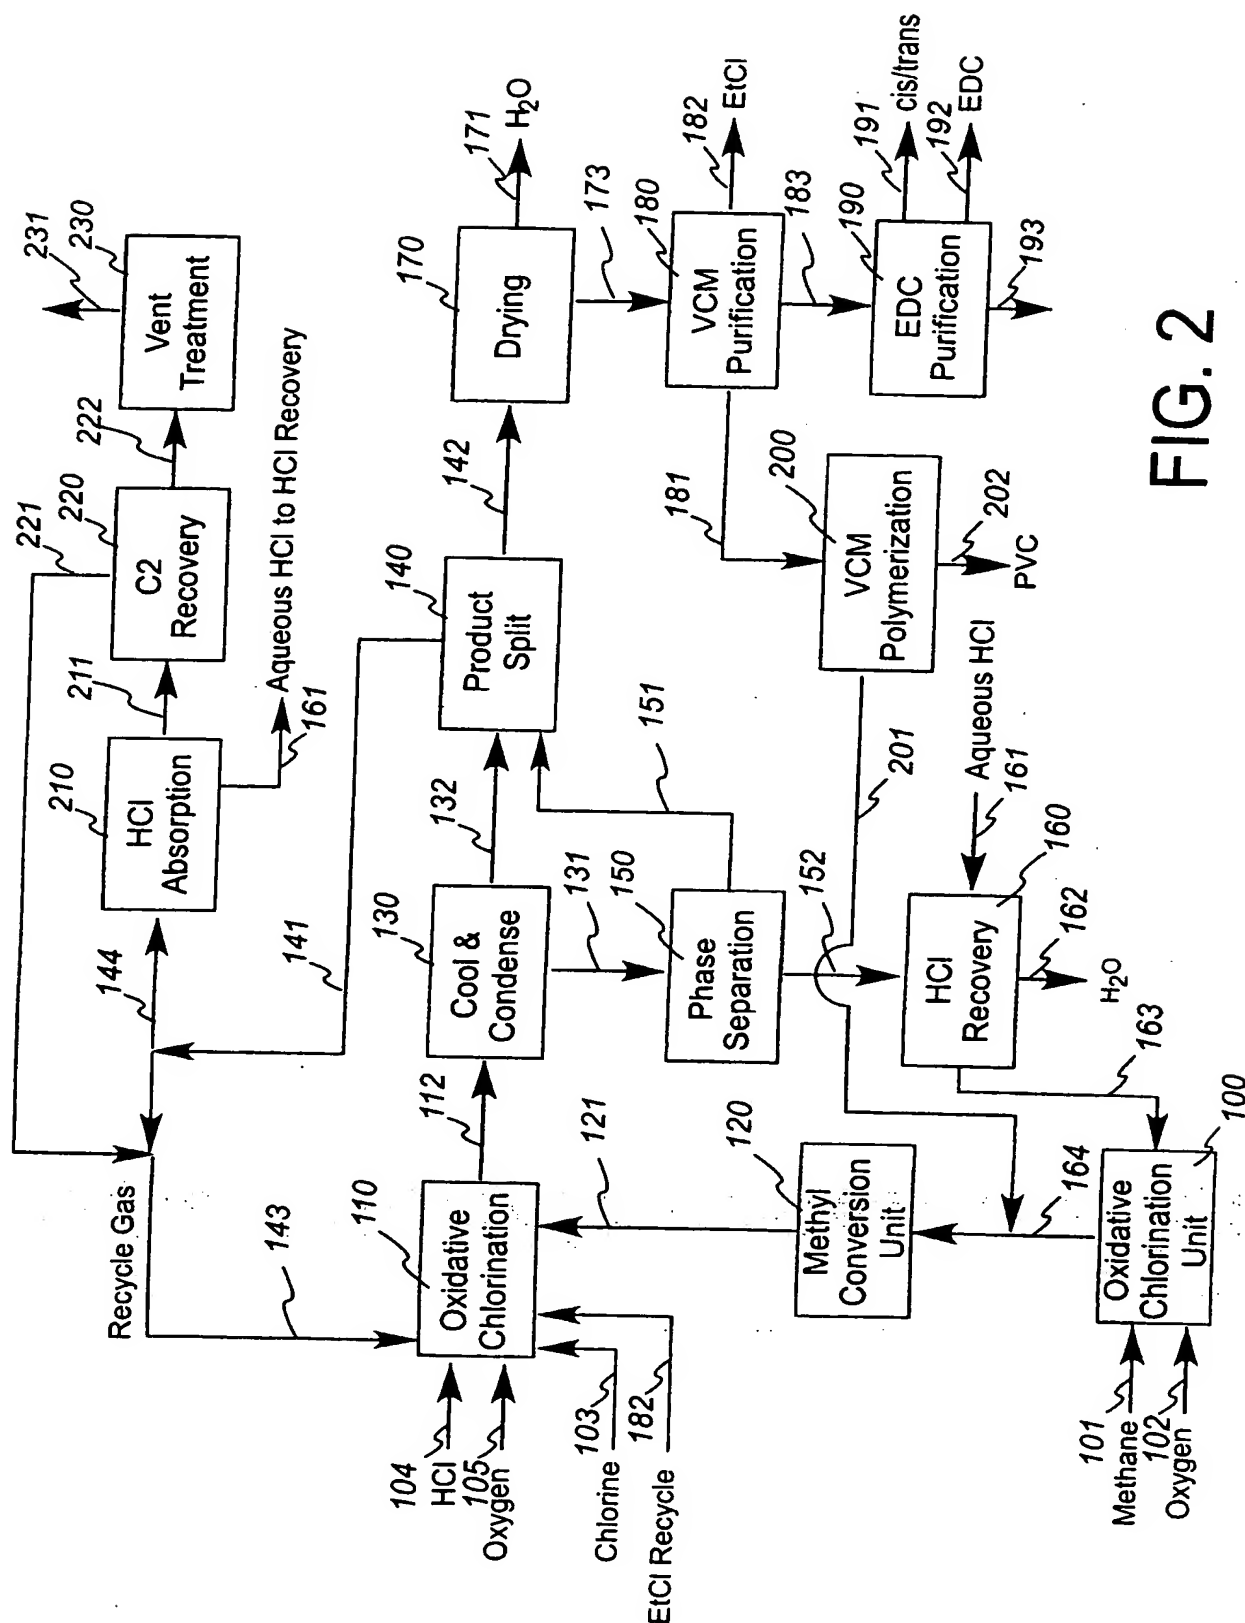 231
230
Vent
Treatment
222
221
220
C2
Recovery
211
210
HCl
Absorption
Aqueous HCl to HCl Recovery
161
144
141
Recycle Gas
143
H₂O
171
170
Drying
173
142
140
Product
Split
132
151
130
Cool &
Condense
131
112
110
Oxidative
Chlorination
104
HCl
105
Oxygen
Chlorine
103
EtCl Recycle
182
EtCl
182
180
VCM
Purification
183
181
191
cis/trans
192
EDC
190
EDC
Purification
193
200
VCM
Polymerization
202
PVC
201
150
Phase
Separation
152
Aqueous HCl
161
160
HCl
Recovery
162
H₂O
163
121
120
Methyl
Conversion
Unit
164
100
Oxidative
Chlorination
Unit
101
Methane
102
Oxygen
FIG. 2